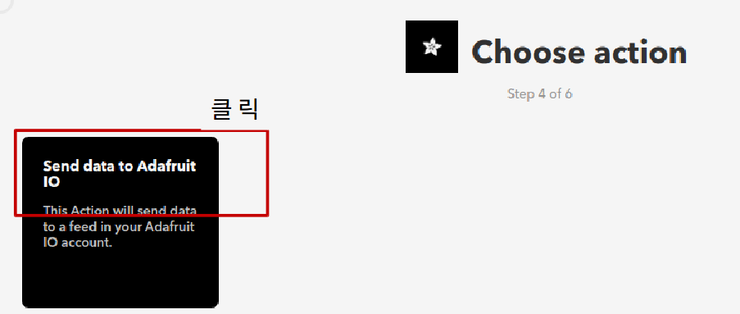 Choose action
Step 4 of 6
클릭
Send data to Adafruit
IO
This Action will send data
to a feed in your Adafruit
IO account.